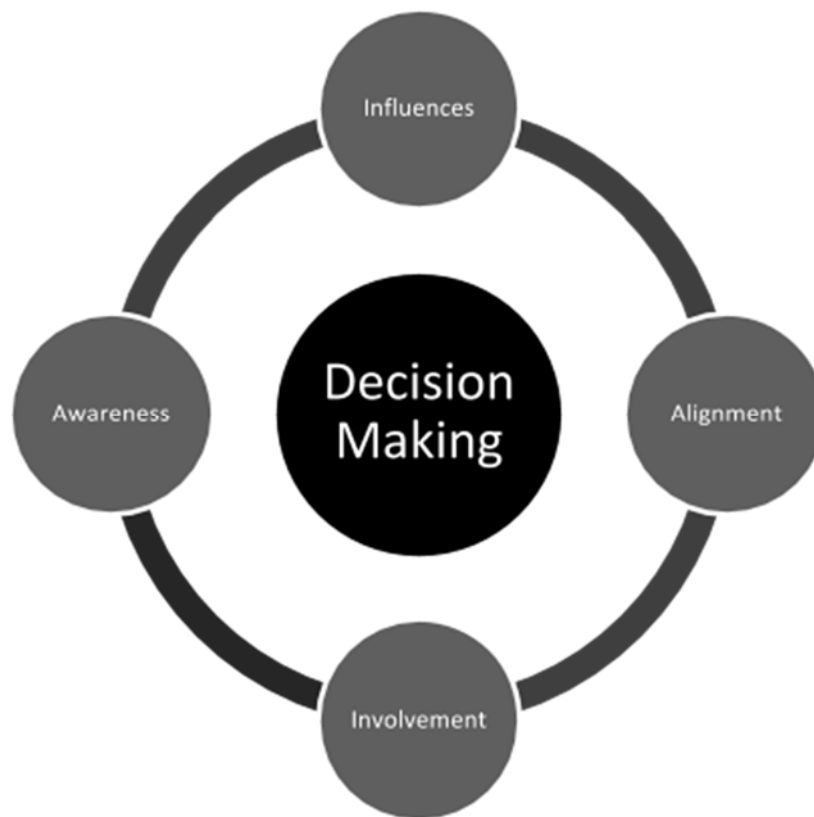 Influences
Awareness
Decision
Making
Alignment
Involvement